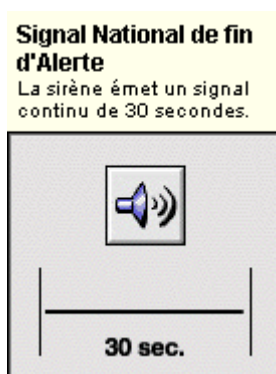 Signal National de fin
d'Alerte
La sirène émet un signal
continu de 30 secondes.
30 sec.